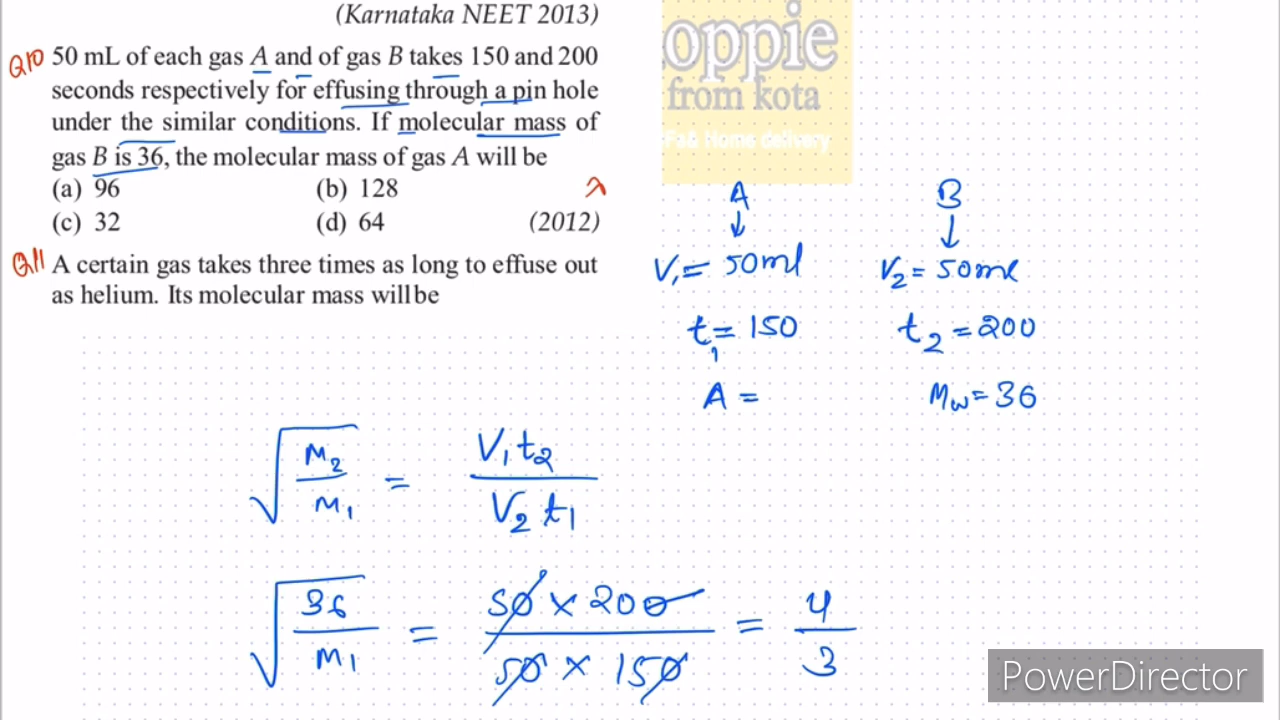 (Karnataka NEET 2013)
Q10 50 mL of each gas A and of gas B takes 150 and 200
seconds respectively for effusing through a pin hole
under the similar conditions. If molecular mass of
gas B is 36, the molecular mass of gas A will be
(a) 96 (b) 128
(c) 32 (d) 64 (2012)
Q11 A certain gas takes three times as long to effuse out
as helium. Its molecular mass will be
oppie
from kota
Home delivery
A B
↓ ↓
V₁ = 50ml V₂ = 50ml
t₁ = 150 t₂ = 200
A = Mw = 36
√(M₂/M₁) = V₁t₂/V₂t₁
√(36/M₁) = 50 × 200/50 × 150 = 4/3
PowerDirector